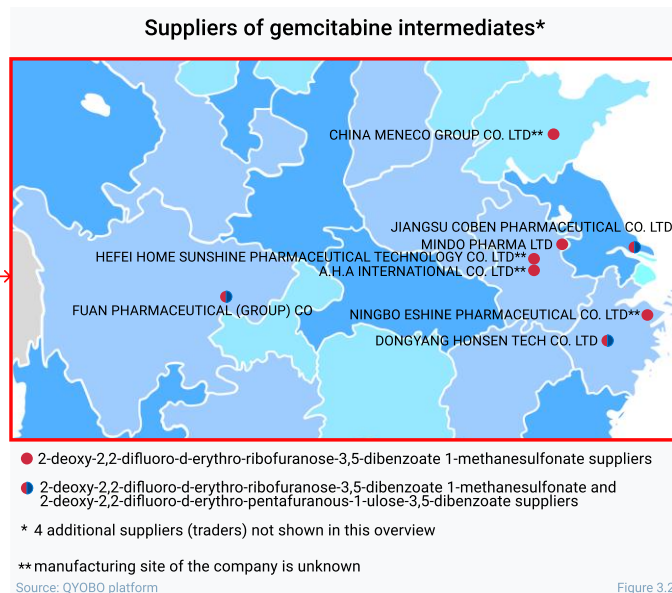 Suppliers of gemcitabine intermediates*
CHINA MENECO GROUP CO. LTD**
JIANGSU COBEN PHARMACEUTICAL CO. LTD
MINDO PHARMA LTD
HEFEI HOME SUNSHINE PHARMACEUTICAL TECHNOLOGY CO. LTD**
A.H.A INTERNATIONAL CO. LTD**
FUAN PHARMACEUTICAL (GROUP) CO
NINGBO ESHINE PHARMACEUTICAL CO. LTD**
DONGYANG HONSEN TECH CO. LTD
2-deoxy-2,2-difluoro-d-erythro-ribofuranose-3,5-dibenzoate 1-methanesulfonate suppliers
2-deoxy-2,2-difluoro-d-erythro-ribofuranose-3,5-dibenzoate 1-methanesulfonate and
2-deoxy-2,2-difluoro-d-erythro-pentafuranous-1-ulose-3,5-dibenzoate suppliers
* 4 additional suppliers (traders) not shown in this overview
** manufacturing site of the company is unknown
Source: QYOBO platform
Figure 3.2